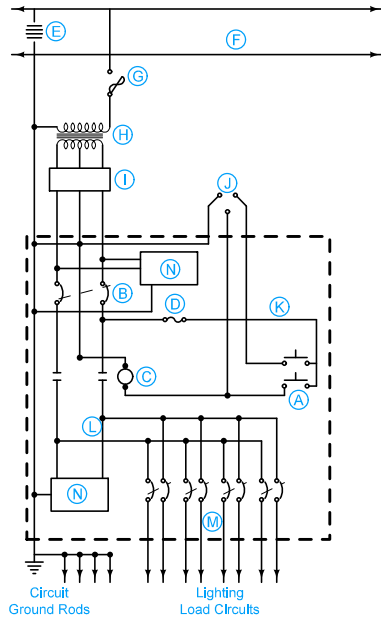 E
F
G
H
I
J
N
B
K
D
C
A
L
N
M
Circuit
Ground Rods
Lighting
Load CIrcuits